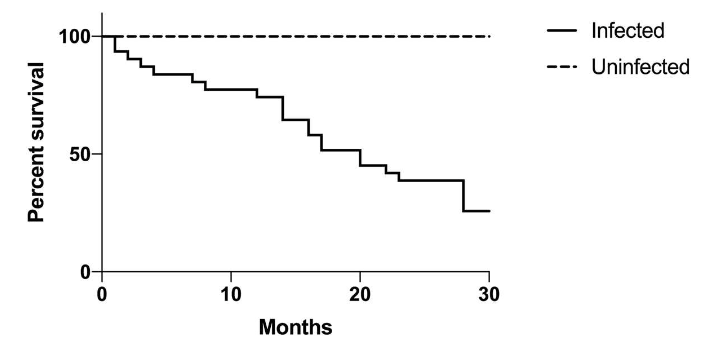 Infected
Uninfected
Percent survival
100
50
0
0 10 20 30
Months